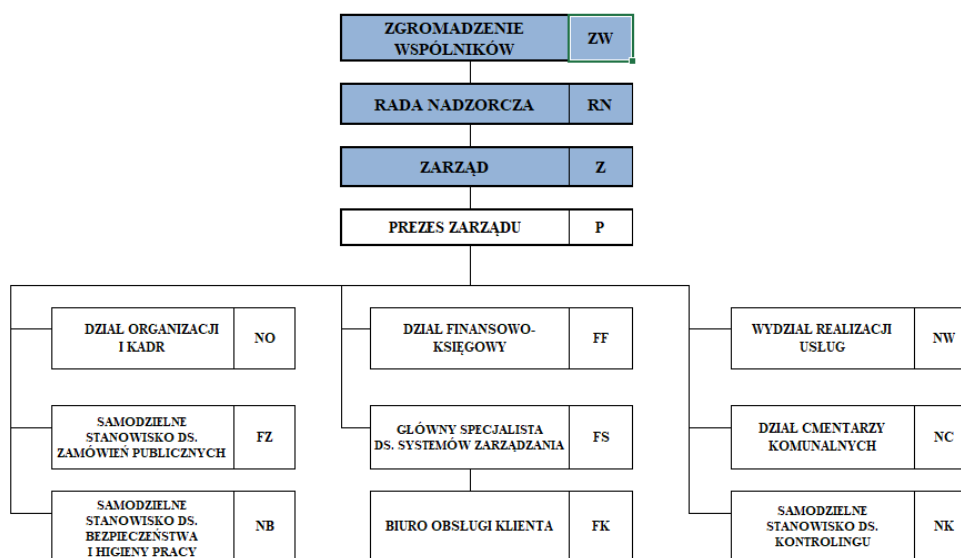 ZGROMADZENIE
WSPÓLNIKÓW
ZW
RADA NADZORCZA
RN
ZARZĄD
Z
PREZES ZARZĄDU
P
DZIAŁ ORGANIZACJI
I KADR
NO
DZIAŁ FINANSOWO-
KSIĘGOWY
FF
WYDZIAŁ REALIZACJI
USŁUG
NW
SAMODZIELNE
STANOWISKO DS.
ZAMÓWIEŃ PUBLICZNYCH
FZ
GŁÓWNY SPECJALISTA
DS. SYSTEMÓW ZARZĄDZANIA
FS
DZIAŁ CMENTARZY
KOMUNALNYCH
NC
SAMODZIELNE
STANOWISKO DS.
BEZPIECZEŃSTWA
I HIGIENY PRACY
NB
BIURO OBSŁUGI KLIENTA
FK
SAMODZIELNE
STANOWISKO DS.
KONTROLINGU
NK